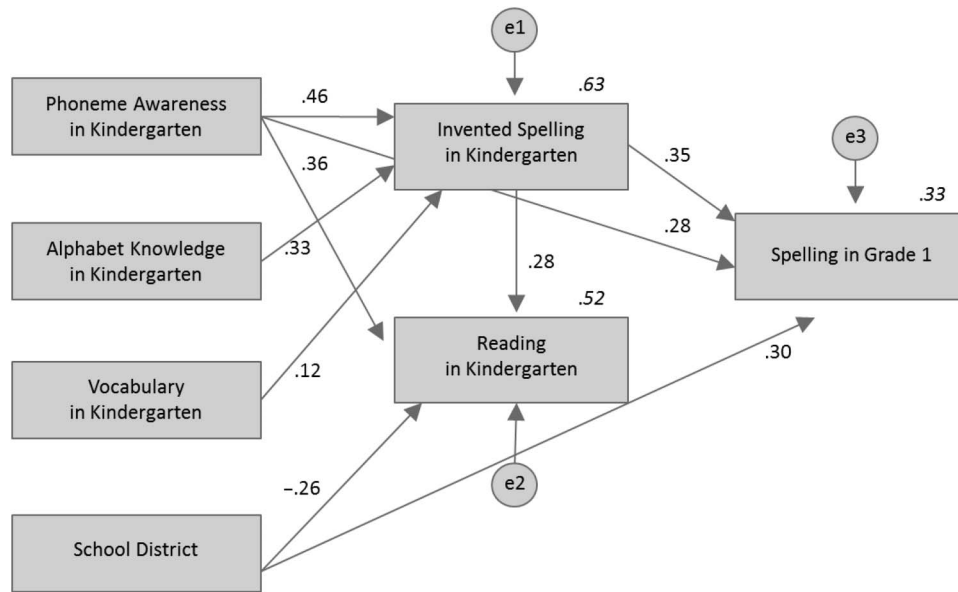 e1
.63
Phoneme Awareness
in Kindergarten
.46
Invented Spelling
in Kindergarten
e3
.36
.35
.33
Alphabet Knowledge
in Kindergarten
.33
.28
Spelling in Grade 1
.28
.52
Reading
in Kindergarten
.30
Vocabulary
in Kindergarten
.12
–.26
e2
School District